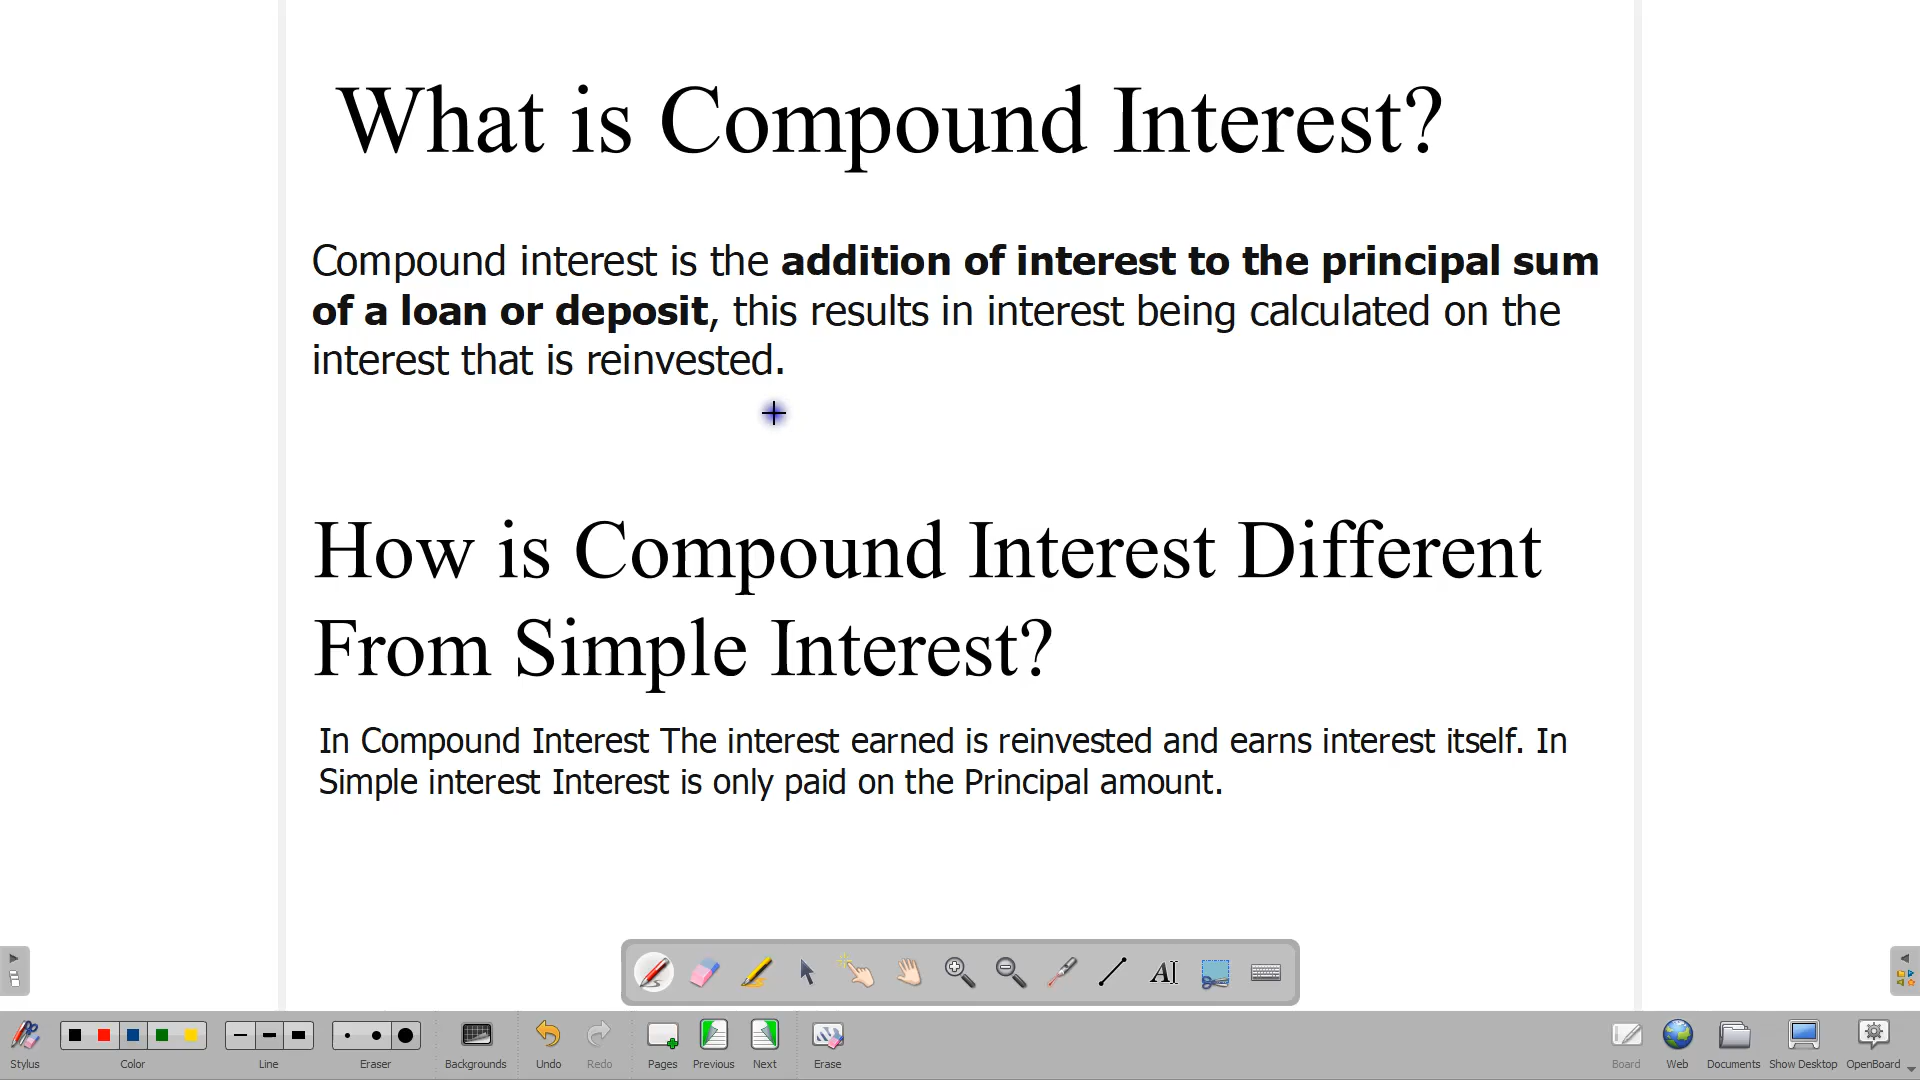 What is Compound Interest?
Compound interest is the addition of interest to the principal sum
of a loan or deposit, this results in interest being calculated on the
interest that is reinvested.
How is Compound Interest Different
From Simple Interest?
In Compound Interest The interest earned is reinvested and earns interest itself. In
Simple interest Interest is only paid on the Principal amount.
AI
Stylus Color Line Eraser Backgrounds Undo Redo Pages Previous Next Erase Board Web Documents Show Desktop OpenBoard